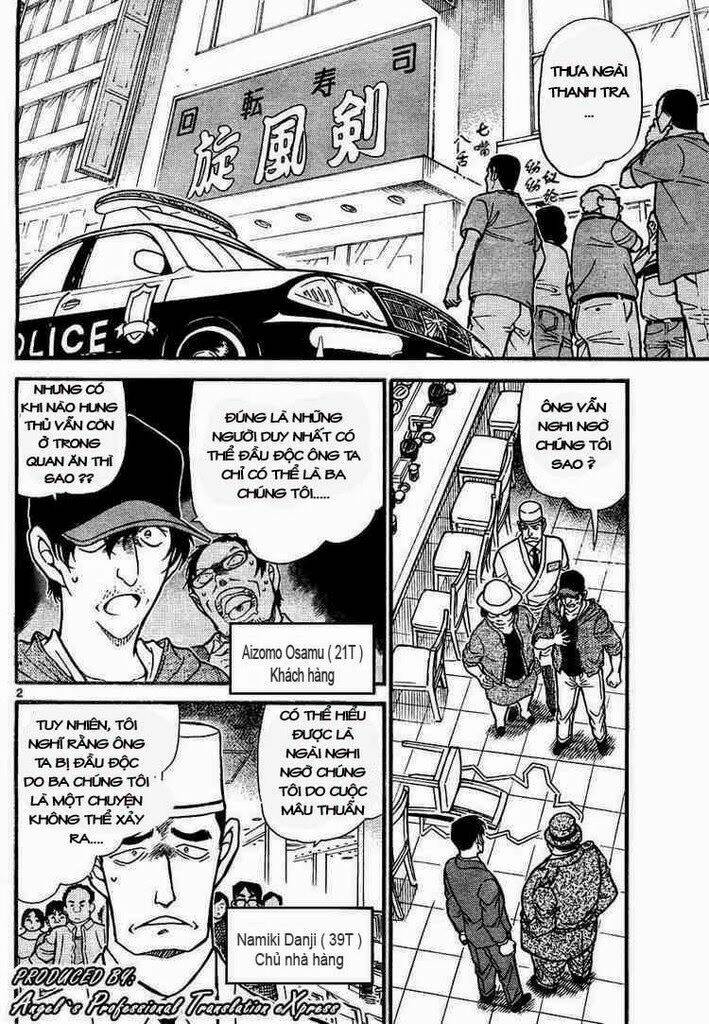 THƯA NGÀI
THANH TRA
...
回転寿司
旋風剣
POLICE
ÔNG VẪN
NGHI NGỜ
CHÚNG TÔI
SAO ?
ĐÚNG LÀ NHỮNG
NGƯỜI DUY NHẤT CÓ
THỂ ĐẦU ĐỘC ÔNG TA
CHỈ CÓ THỂ LÀ BA
CHÚNG TÔI.....
NHƯNG CÓ
KHI NÀO HUNG
THỦ VẪN CÒN
Ở TRONG
QUAN ĂN THÌ
SAO ??
Aizomo Osamu ( 21T )
Khách hàng
2
CÓ THỂ HIỂU
ĐƯỢC LÀ
NGÀI NGHI
NGỜ CHÚNG
TÔI DO CUỘC
MÂU THUẪN
TUY NHIÊN, TÔI
NGHĨ RẰNG ÔNG
TA BỊ ĐẦU ĐỘC
DO BA CHÚNG TÔI
LÀ MỘT CHUYỆN
KHÔNG THỂ XẢY
RA....
Namiki Danji ( 39T )
Chủ nhà hàng
PRODUCED BY:
Angel's Professional Translation eXpress